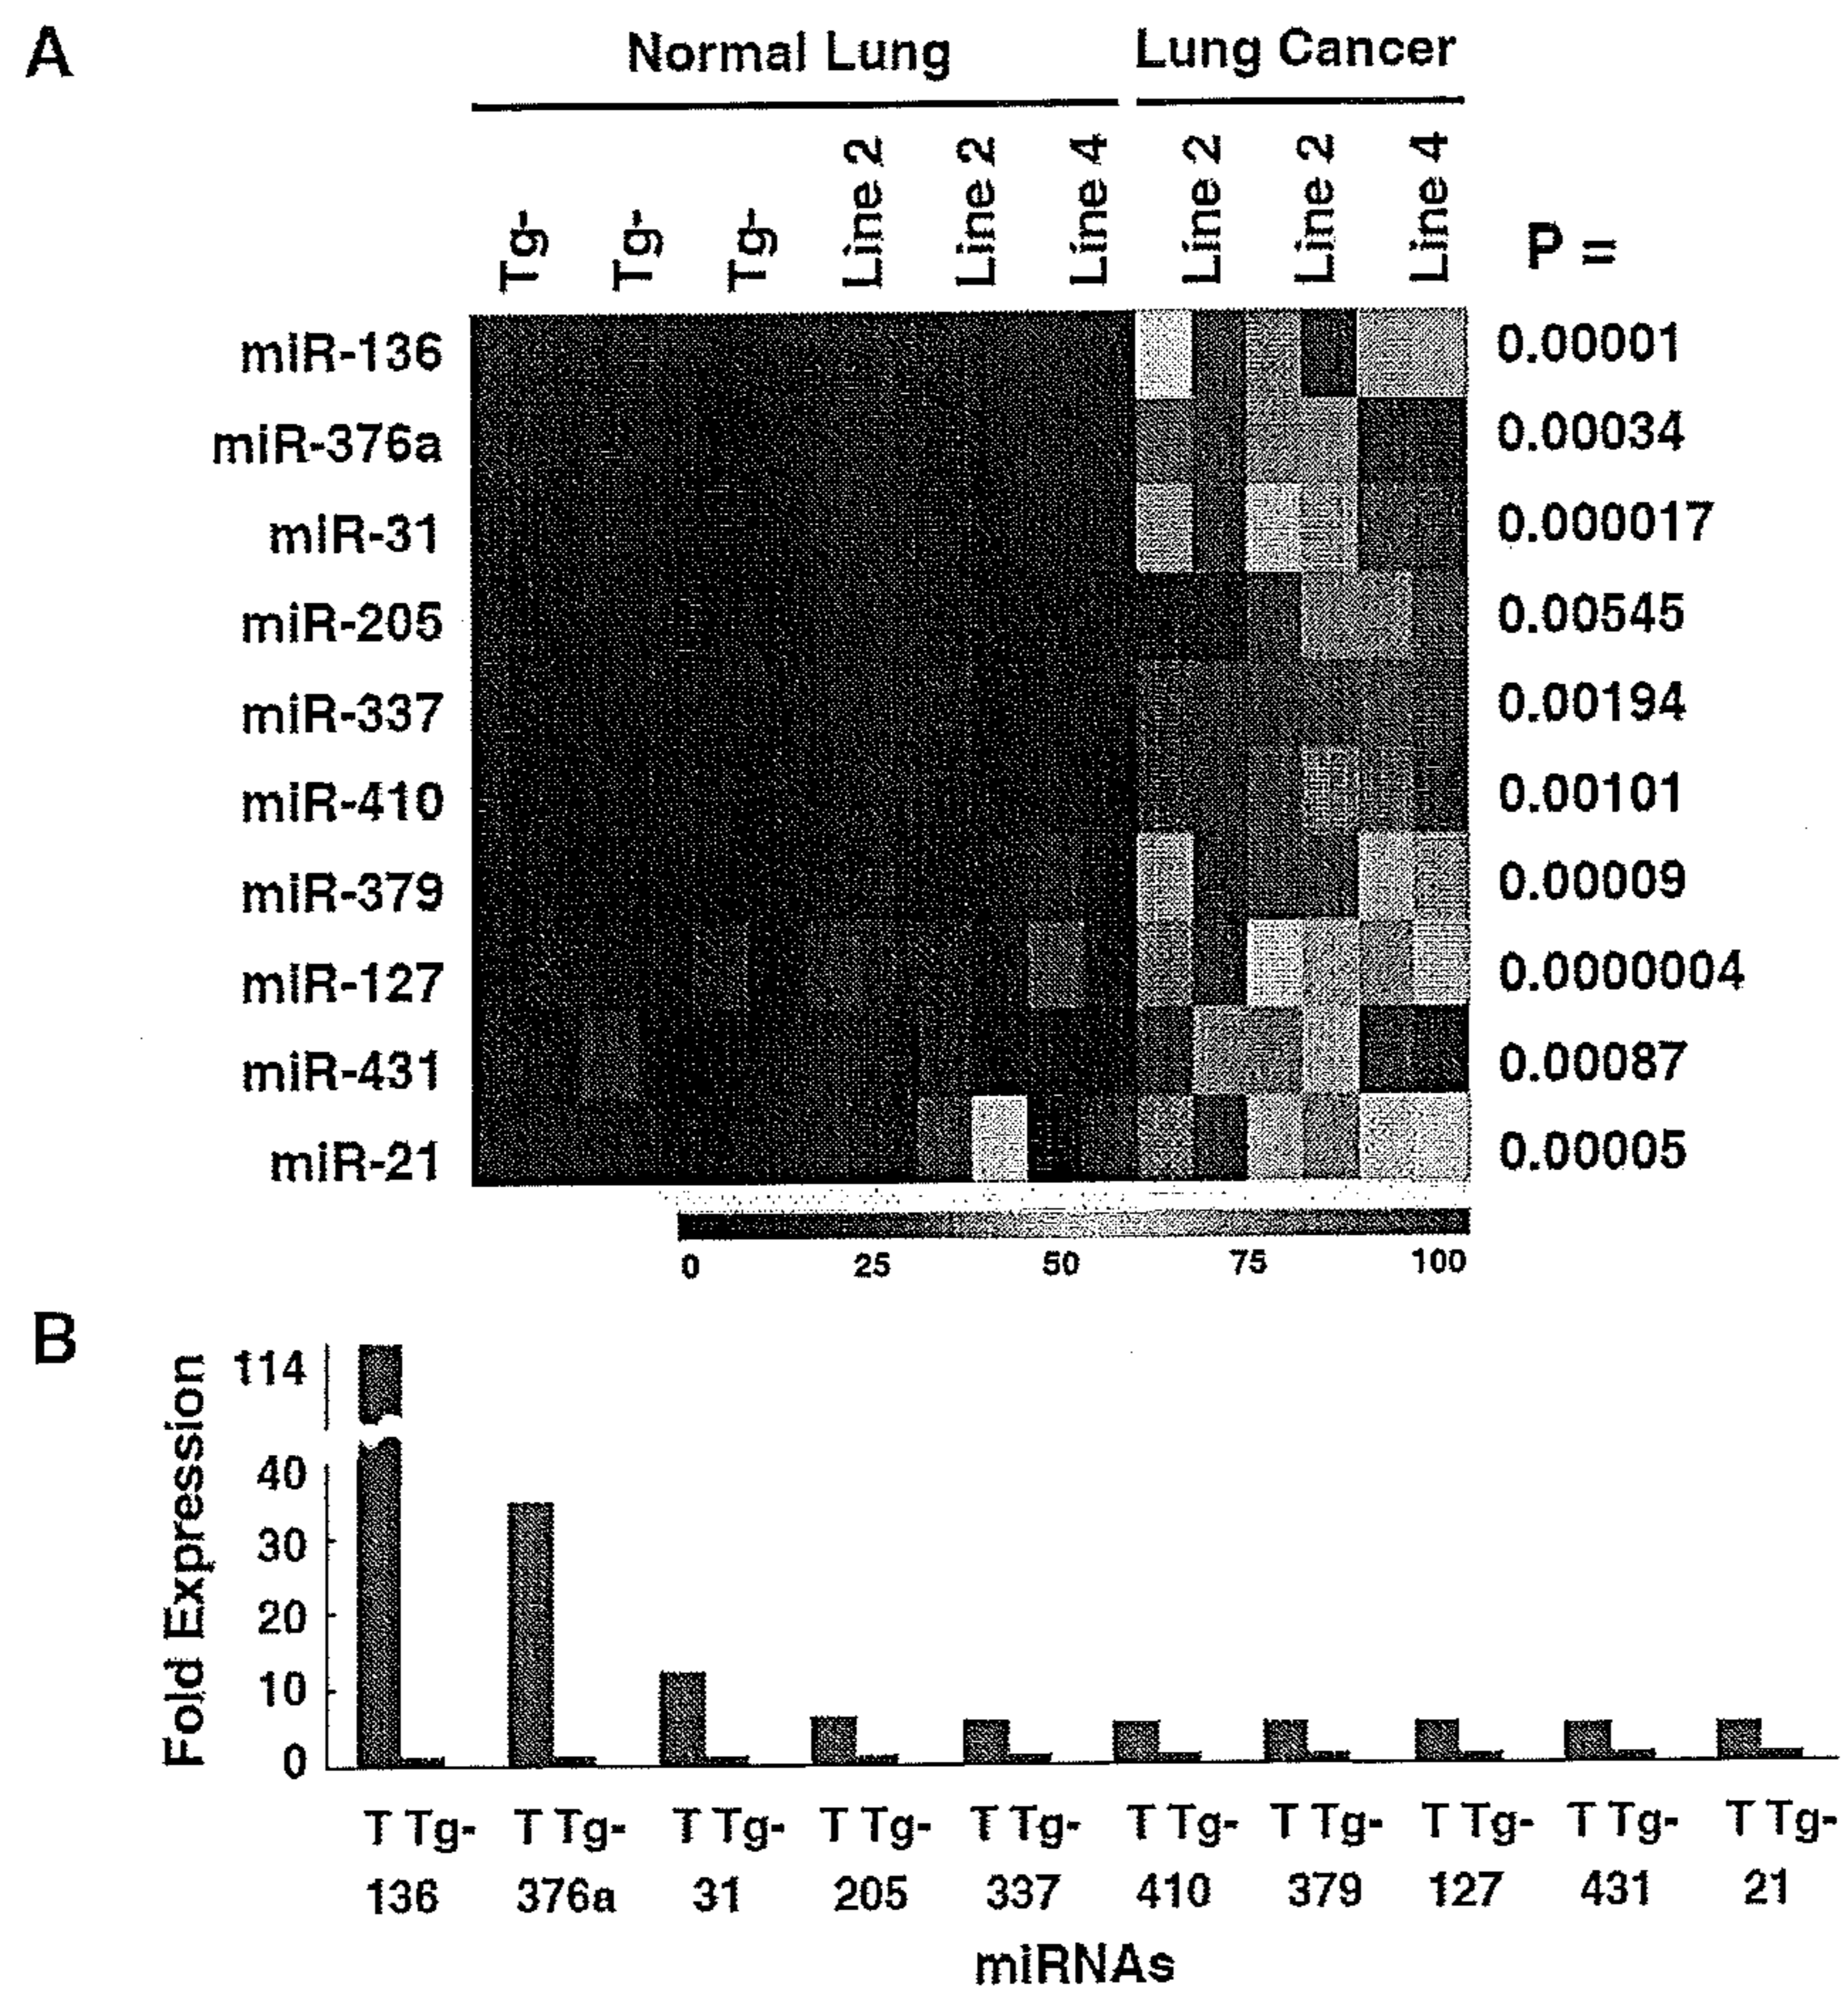 A
Normal Lung Lung Cancer
Tg- Tg- Tg- Line 2 Line 2 Line 4 Line 2 Line 2 Line 4 P =
miR-136 0.00001
miR-376a 0.00034
miR-31 0.000017
miR-205 0.00545
miR-337 0.00194
miR-410 0.00101
miR-379 0.00009
miR-127 0.0000004
miR-431 0.00087
miR-21 0.00005
0 25 50 75 100
B
Fold Expression
114
40
30
20
10
0
T Tg- T Tg- T Tg- T Tg- T Tg- T Tg- T Tg- T Tg- T Tg- T Tg-
136 376a 31 205 337 410 379 127 431 21
miRNAs